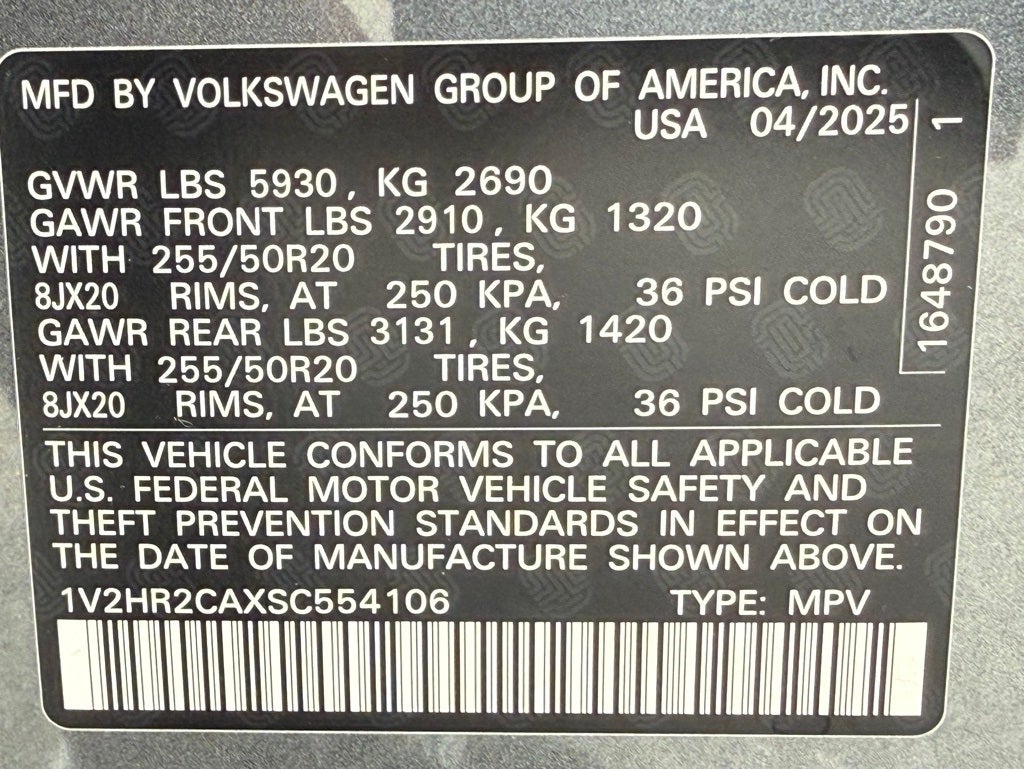 MFD BY VOLKSWAGEN GROUP OF AMERICA, INC.
USA 04/2025
GVWR LBS 5930, KG 2690
GAWR FRONT LBS 2910, KG 1320
WITH 255/50R20 TIRES,
8JX20 RIMS, AT 250 KPA, 36 PSI COLD
GAWR REAR LBS 3131, KG 1420
WITH 255/50R20 TIRES,
8JX20 RIMS, AT 250 KPA, 36 PSI COLD
THIS VEHICLE CONFORMS TO ALL APPLICABLE
U.S. FEDERAL MOTOR VEHICLE SAFETY AND
THEFT PREVENTION STANDARDS IN EFFECT ON
THE DATE OF MANUFACTURE SHOWN ABOVE.
1V2HR2CAXSC554106 TYPE: MPV
1648790 1